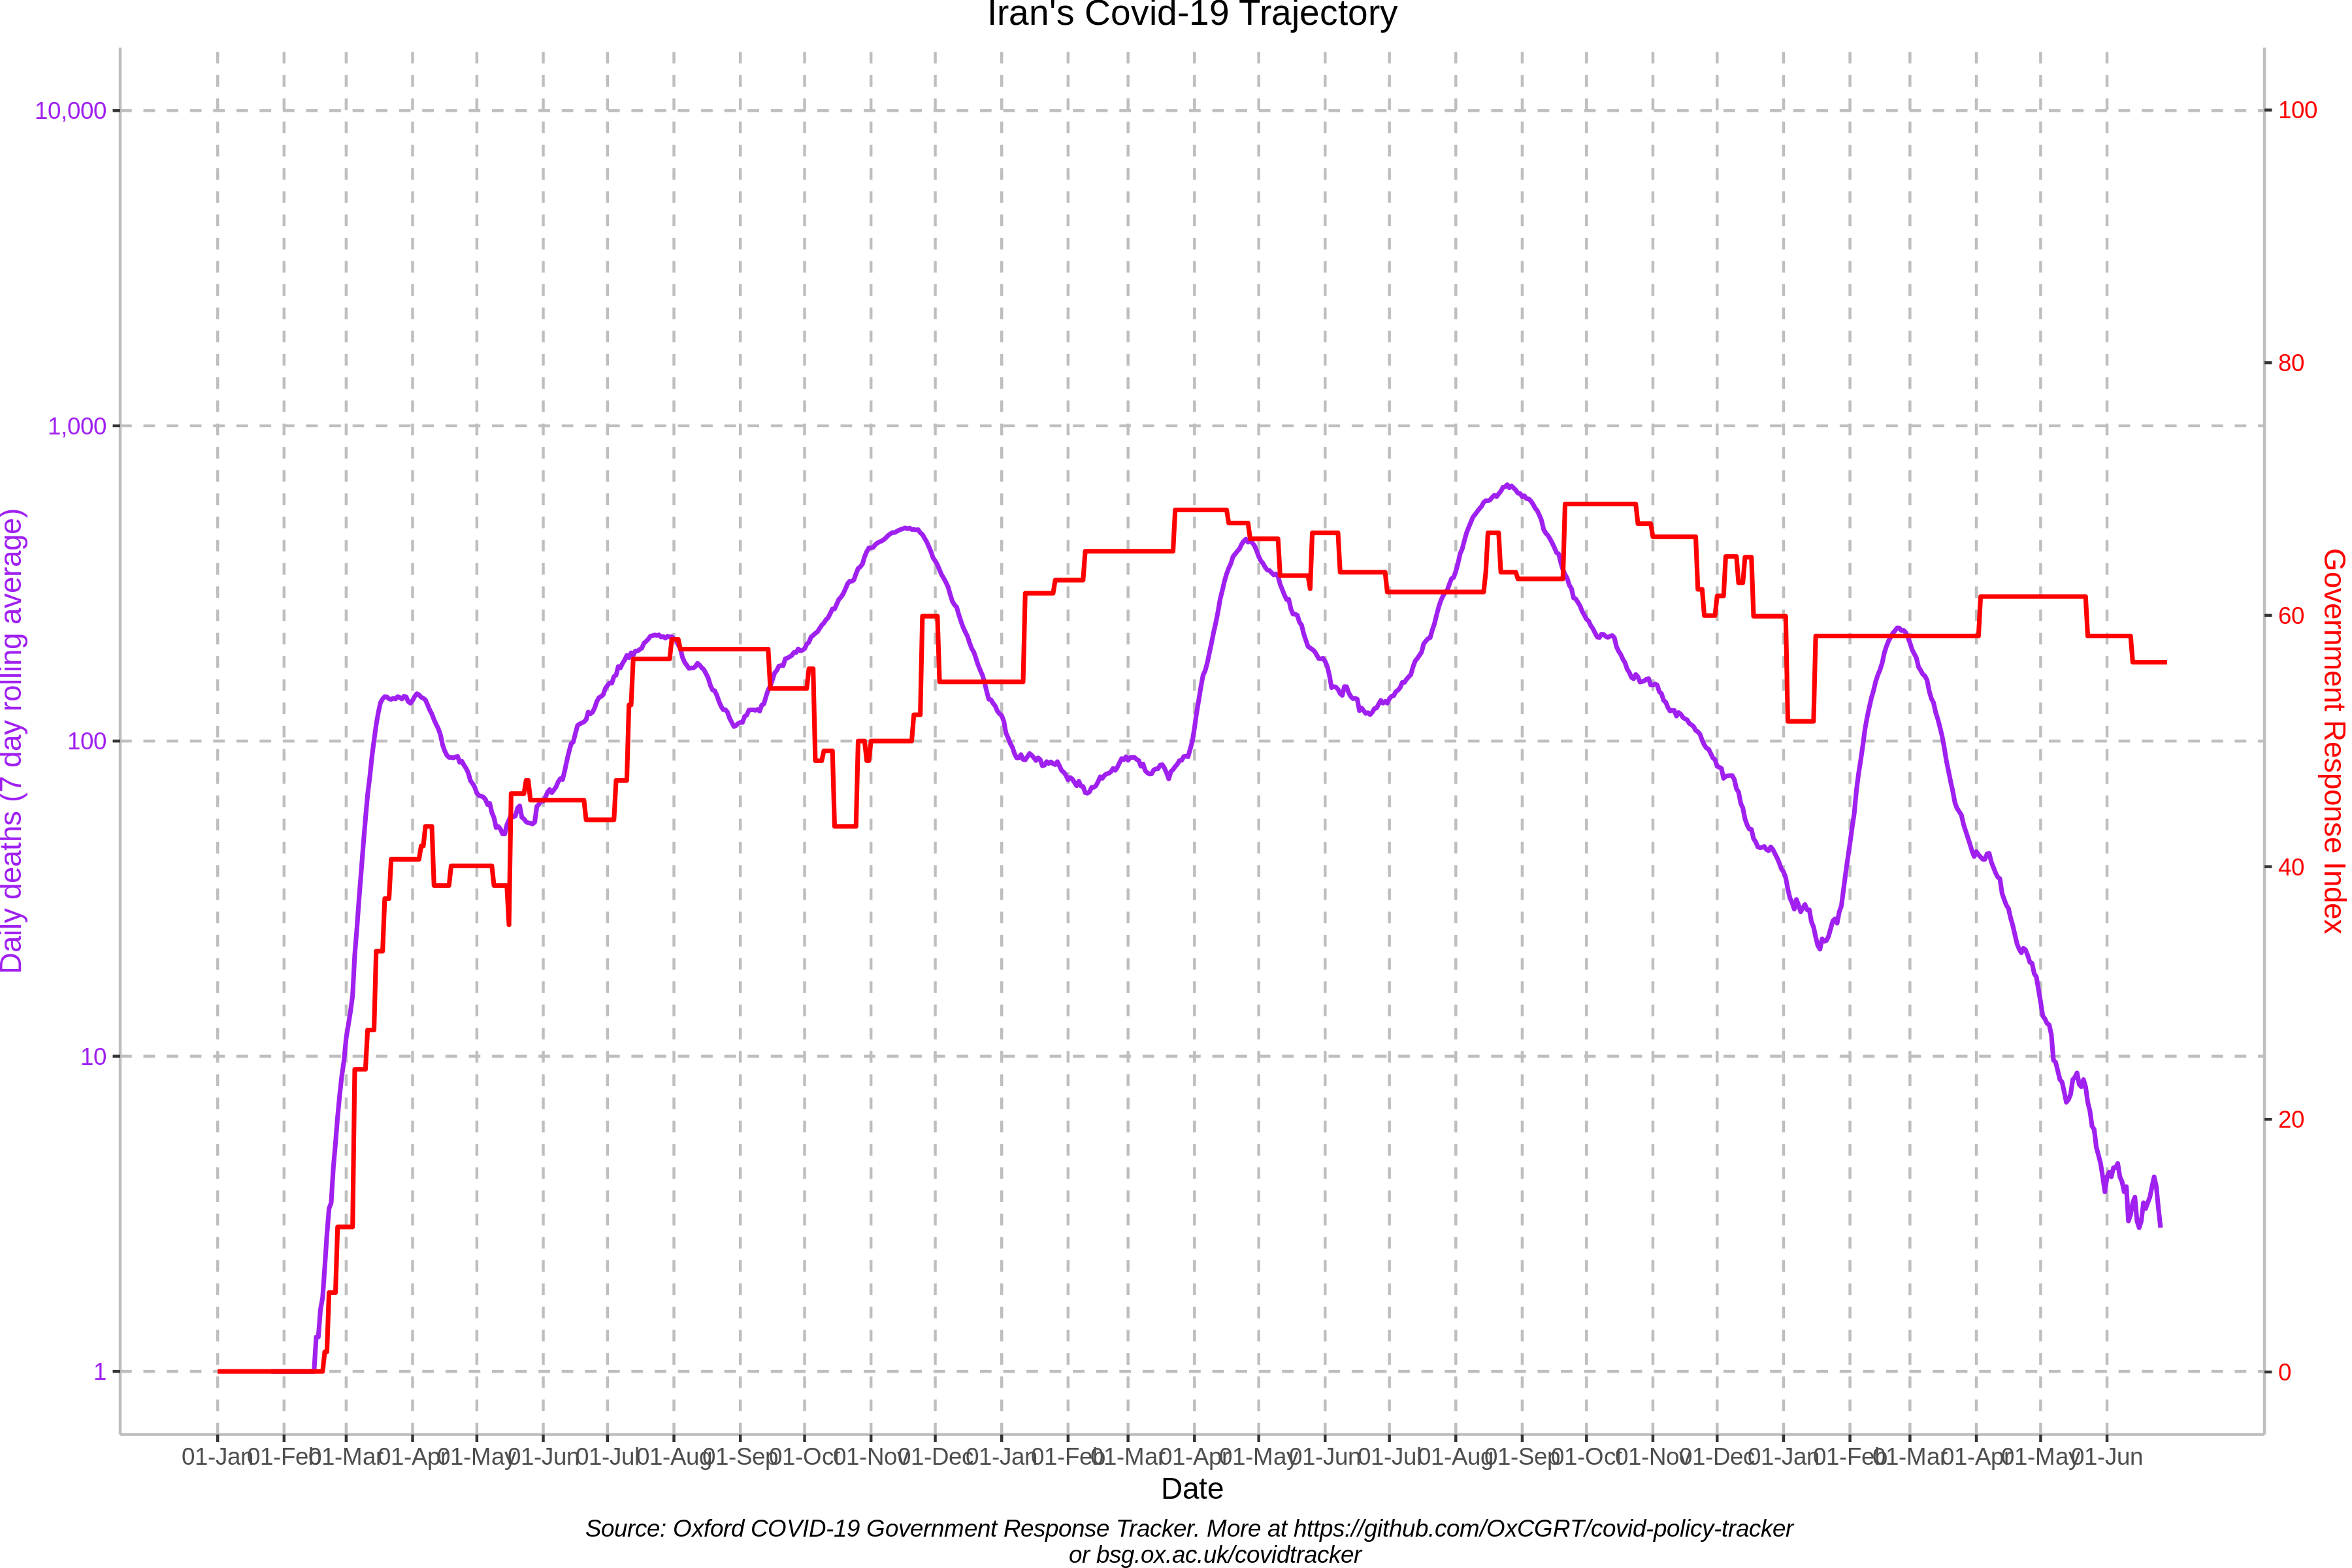 Iran's Covid-19 Trajectory
10,000
1,000
100
10
1
Daily deaths (7 day rolling average)
100
80
60
40
20
0
Government Response Index
01-Jan 01-Feb 01-Mar 01-Apr 01-May 01-Jun 01-Jul 01-Aug 01-Sep 01-Oct 01-Nov 01-Dec 01-Jan 01-Feb 01-Mar 01-Apr 01-May 01-Jun 01-Jul 01-Aug 01-Sep 01-Oct 01-Nov 01-Dec 01-Jan 01-Feb 01-Mar 01-Apr 01-May 01-Jun
Date
Source: Oxford COVID-19 Government Response Tracker. More at https://github.com/OxCGRT/covid-policy-tracker
or bsg.ox.ac.uk/covidtracker